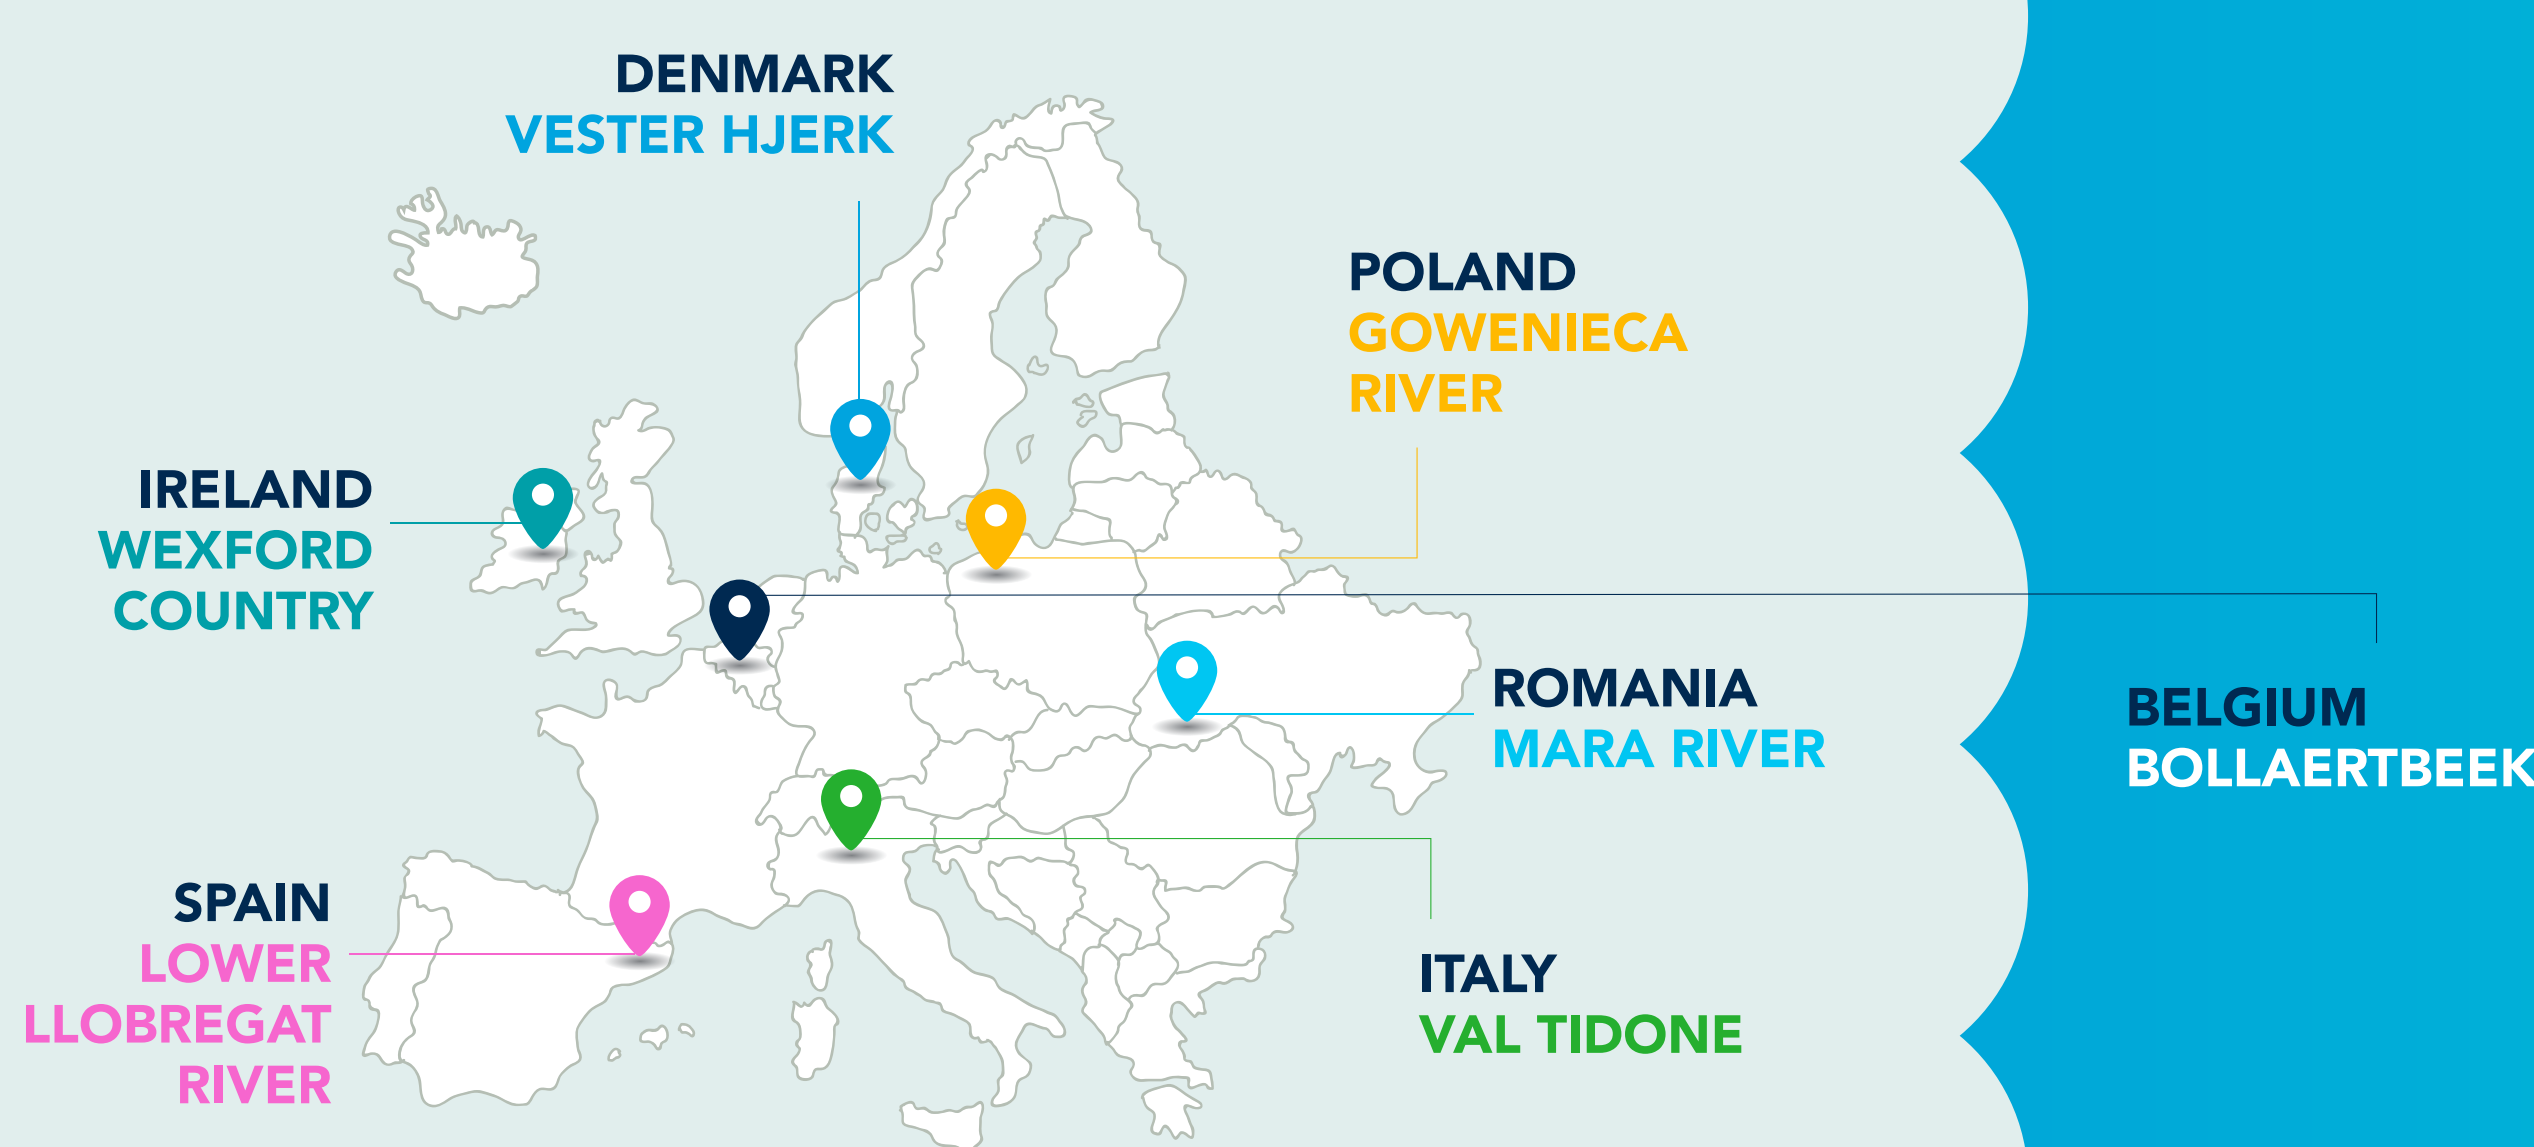 DENMARK
VESTER HJERK
POLAND
GOWENIECA
RIVER
IRELAND
WEXFORD
COUNTRY
ROMANIA
MARA RIVER
BELGIUM
BOLLAERTBEEK
SPAIN
LOWER
LLOBREGAT
RIVER
ITALY
VAL TIDONE